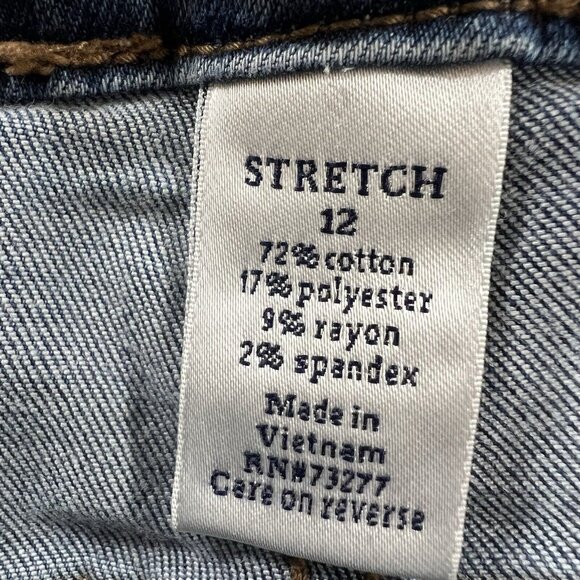 STRETCH
12
72% cotton
17% polyester
9% rayon
2% spandex
Made in
Vietnam
RN#73277
Care on reverse